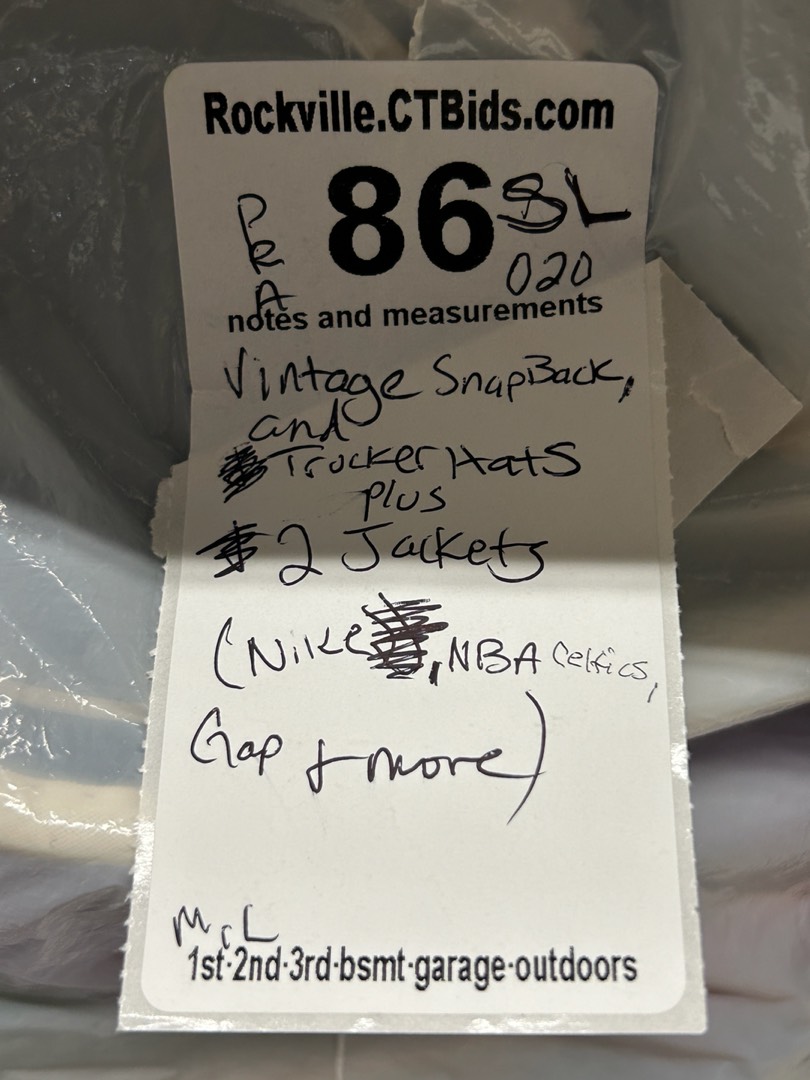 Rockville.CTBids.com
PRA 86 SL
020
notes and measurements
Vintage SnapBack,
and
Trucker Hats
plus
2 Jackets
(Nike, NBA Celtics,
Gap + more)
McL
1st·2nd·3rd·bsmt·garage·outdoors